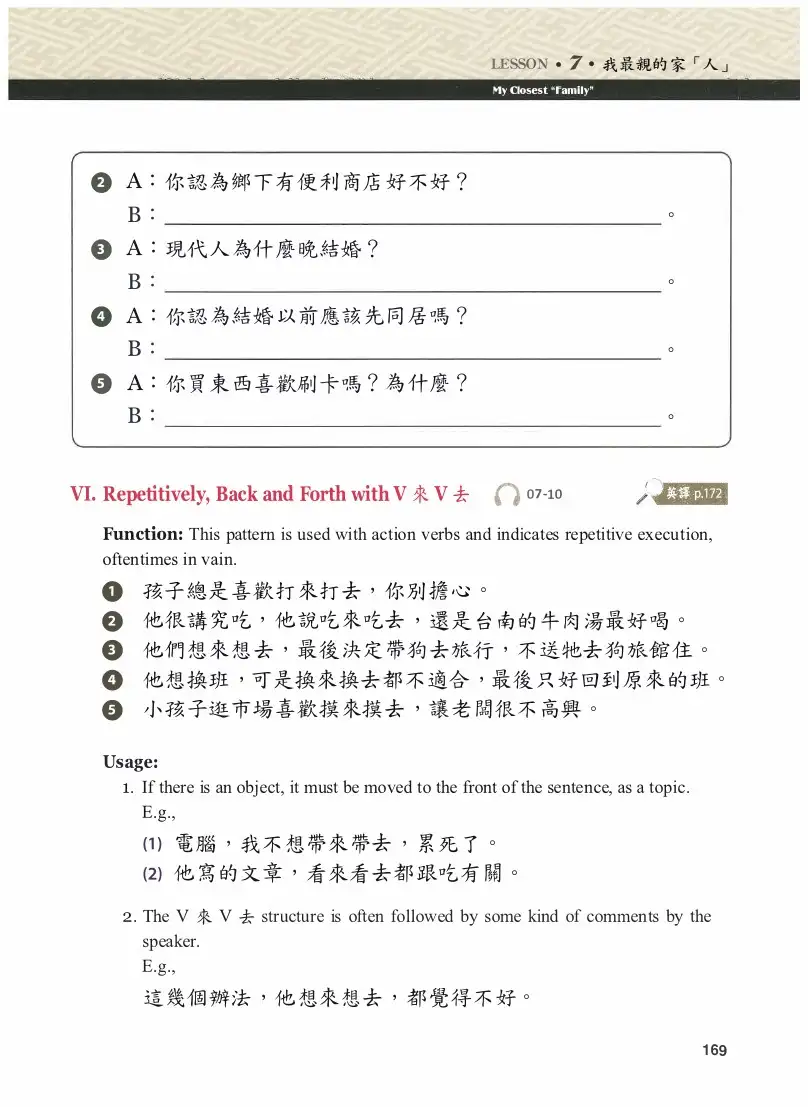 LESSON • 7 • 我最親的家「人」
My Closest "Family"
2 A：你認為鄉下有便利商店好不好？
B：。
3 A：現代人為什麼晚結婚？
B：。
4 A：你認為結婚以前應該先同居嗎？
B：。
5 A：你買東西喜歡刷卡嗎？為什麼？
B：。
VI. Repetitively, Back and Forth with V 來 V 去 07-10 英譯 p.172
Function: This pattern is used with action verbs and indicates repetitive execution,
oftentimes in vain.
1 孩子總是喜歡打來打去，你別擔心。
2 他很講究吃，他說吃來吃去，還是台南的牛肉湯最好喝。
3 他們想來想去，最後決定帶狗去旅行，不送牠去狗旅館住。
4 他想換班，可是換來換去都不適合，最後只好回到原來的班。
5 小孩子逛市場喜歡摸來摸去，讓老闆很不高興。
Usage:
1. If there is an object, it must be moved to the front of the sentence, as a topic.
E.g.,
(1) 電腦，我不想帶來帶去，累死了。
(2) 他寫的文章，看來看去都跟吃有關。
2. The V 來 V 去 structure is often followed by some kind of comments by the
speaker.
E.g.,
這幾個辦法，他想來想去，都覺得不好。
169